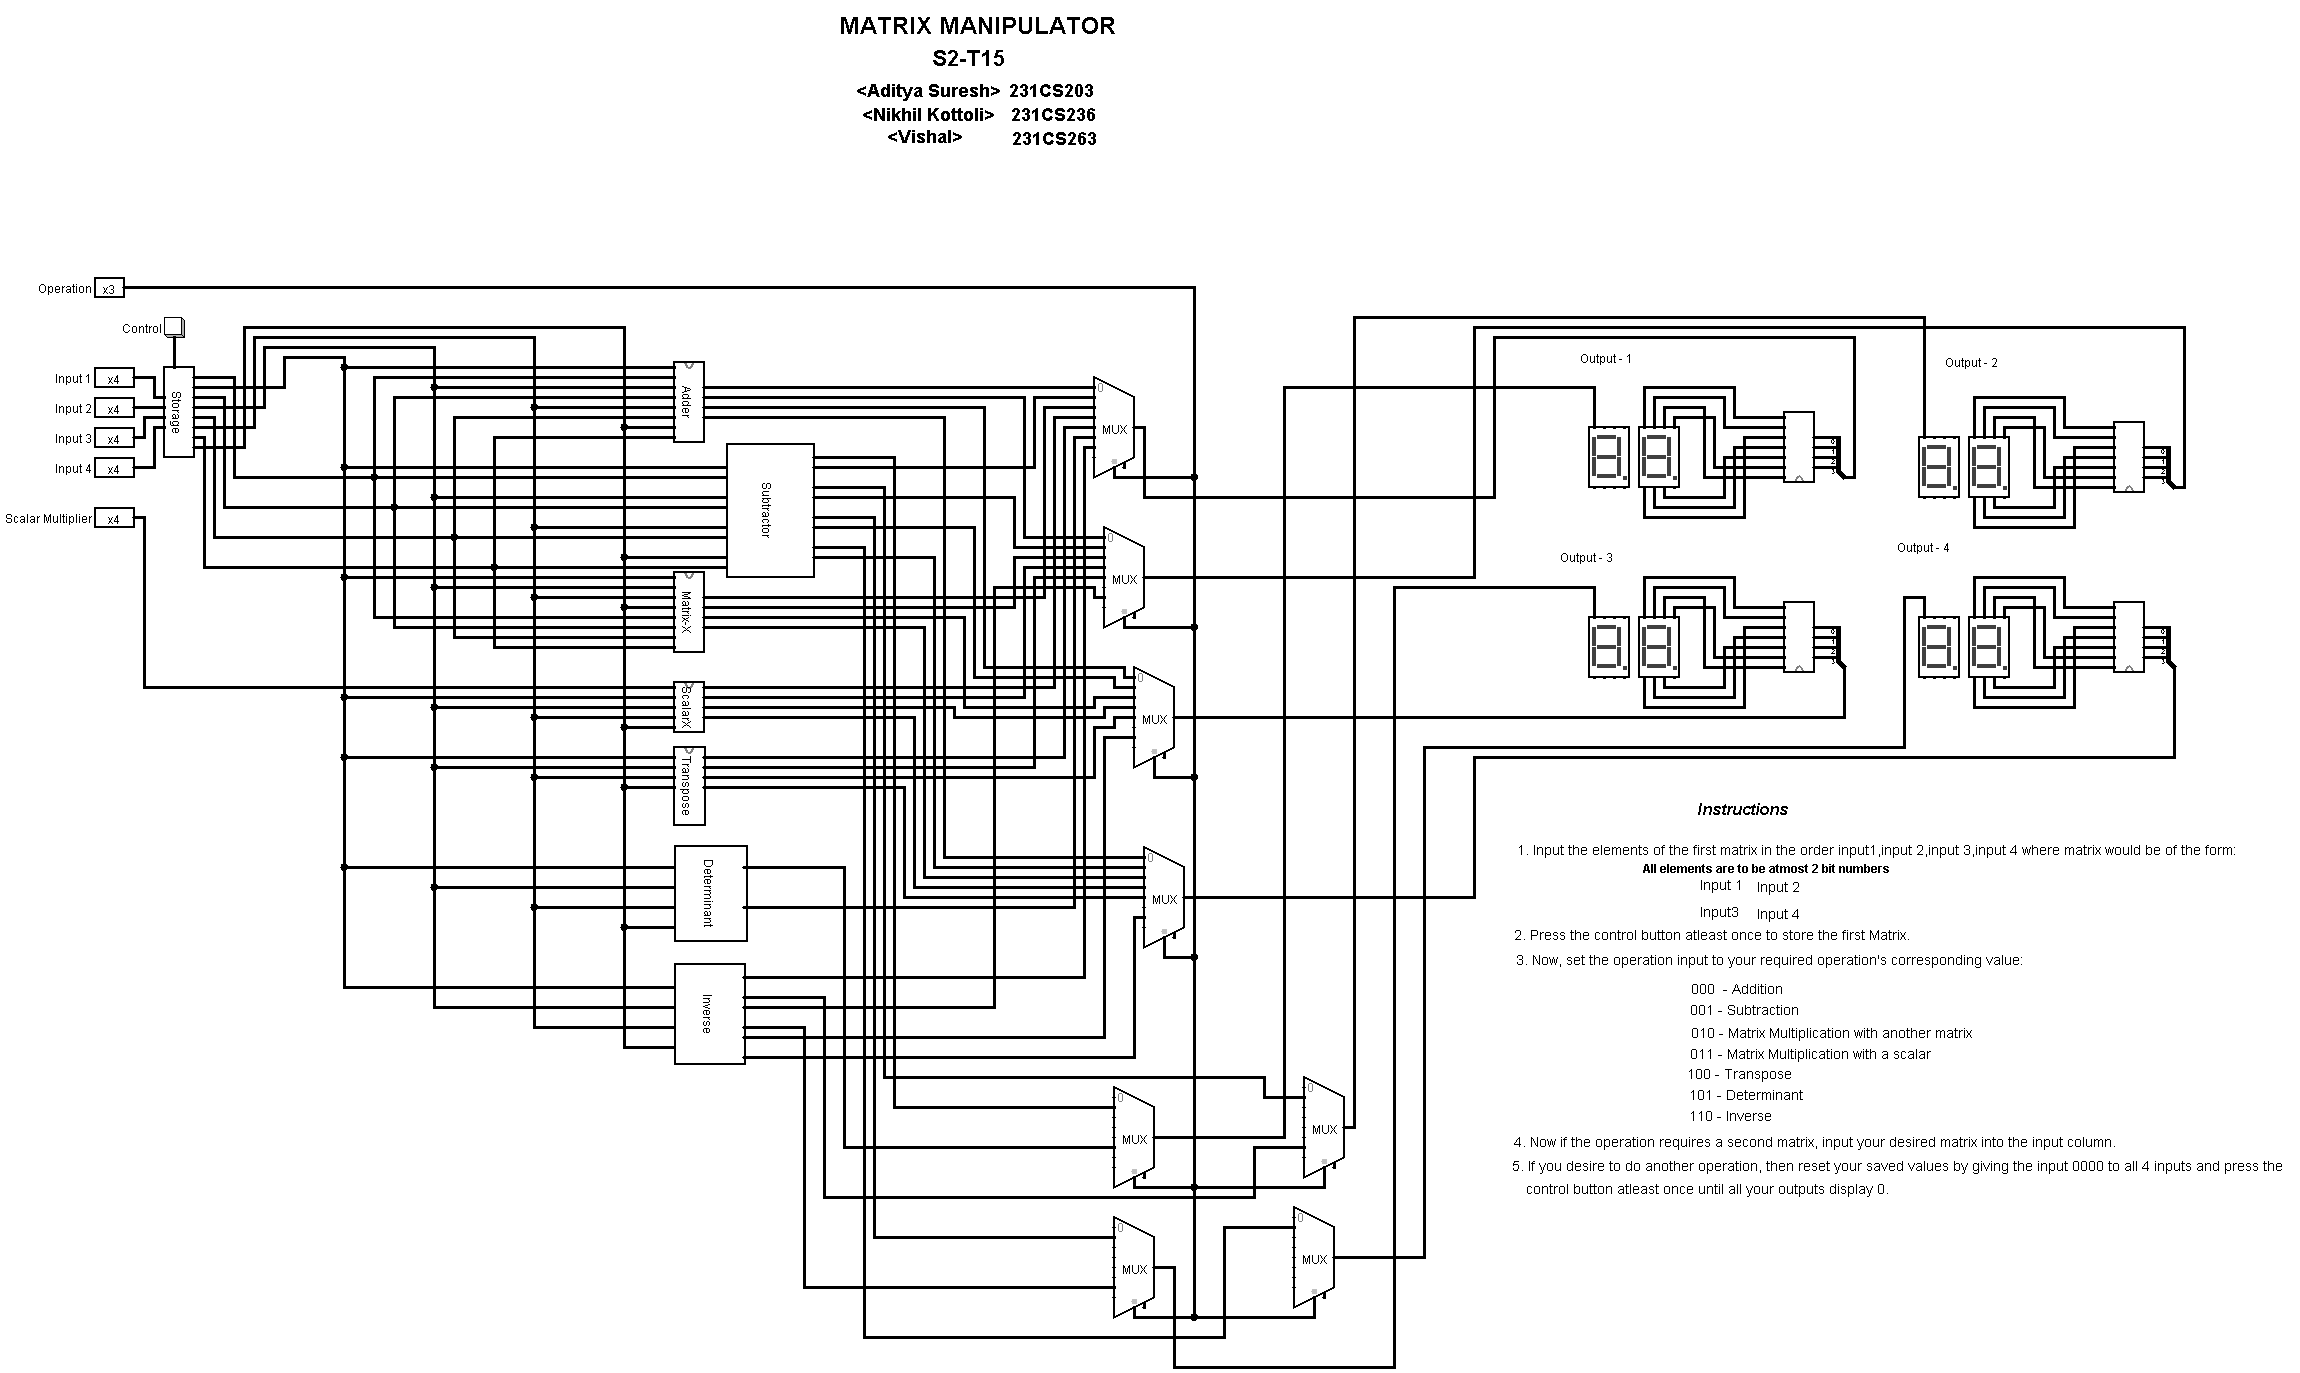 MATRIX MANIPULATOR
S2-T15
<Aditya Suresh> 231CS203
<Nikhil Kottoli> 231CS236
<Vishal> 231CS263
Operation x3
Control
Input 1 x4
Input 2 x4
Input 3 x4
Input 4 x4
Storage
Scalar Multiplier x4
Adder
Subtractor
Matrix-X
ScalarX
Transpose
Determinant
Inverse
0
MUX
0
MUX
0
MUX
0
MUX
0
MUX
0
MUX
0
MUX
0
MUX
Output - 1
Output - 2
Output - 3
Output - 4
Instructions
1. Input the elements of the first matrix in the order input1,input 2,input 3,input 4 where matrix would be of the form:
All elements are to be atmost 2 bit numbers
Input 1 Input 2
Input3 Input 4
2. Press the control button atleast once to store the first Matrix.
3. Now, set the operation input to your required operation's corresponding value:
000 - Addition
001 - Subtraction
010 - Matrix Multiplication with another matrix
011 - Matrix Multiplication with a scalar
100 - Transpose
101 - Determinant
110 - Inverse
4. Now if the operation requires a second matrix, input your desired matrix into the input column.
5. If you desire to do another operation, then reset your saved values by giving the input 0000 to all 4 inputs and press the
control button atleast once until all your outputs display 0.